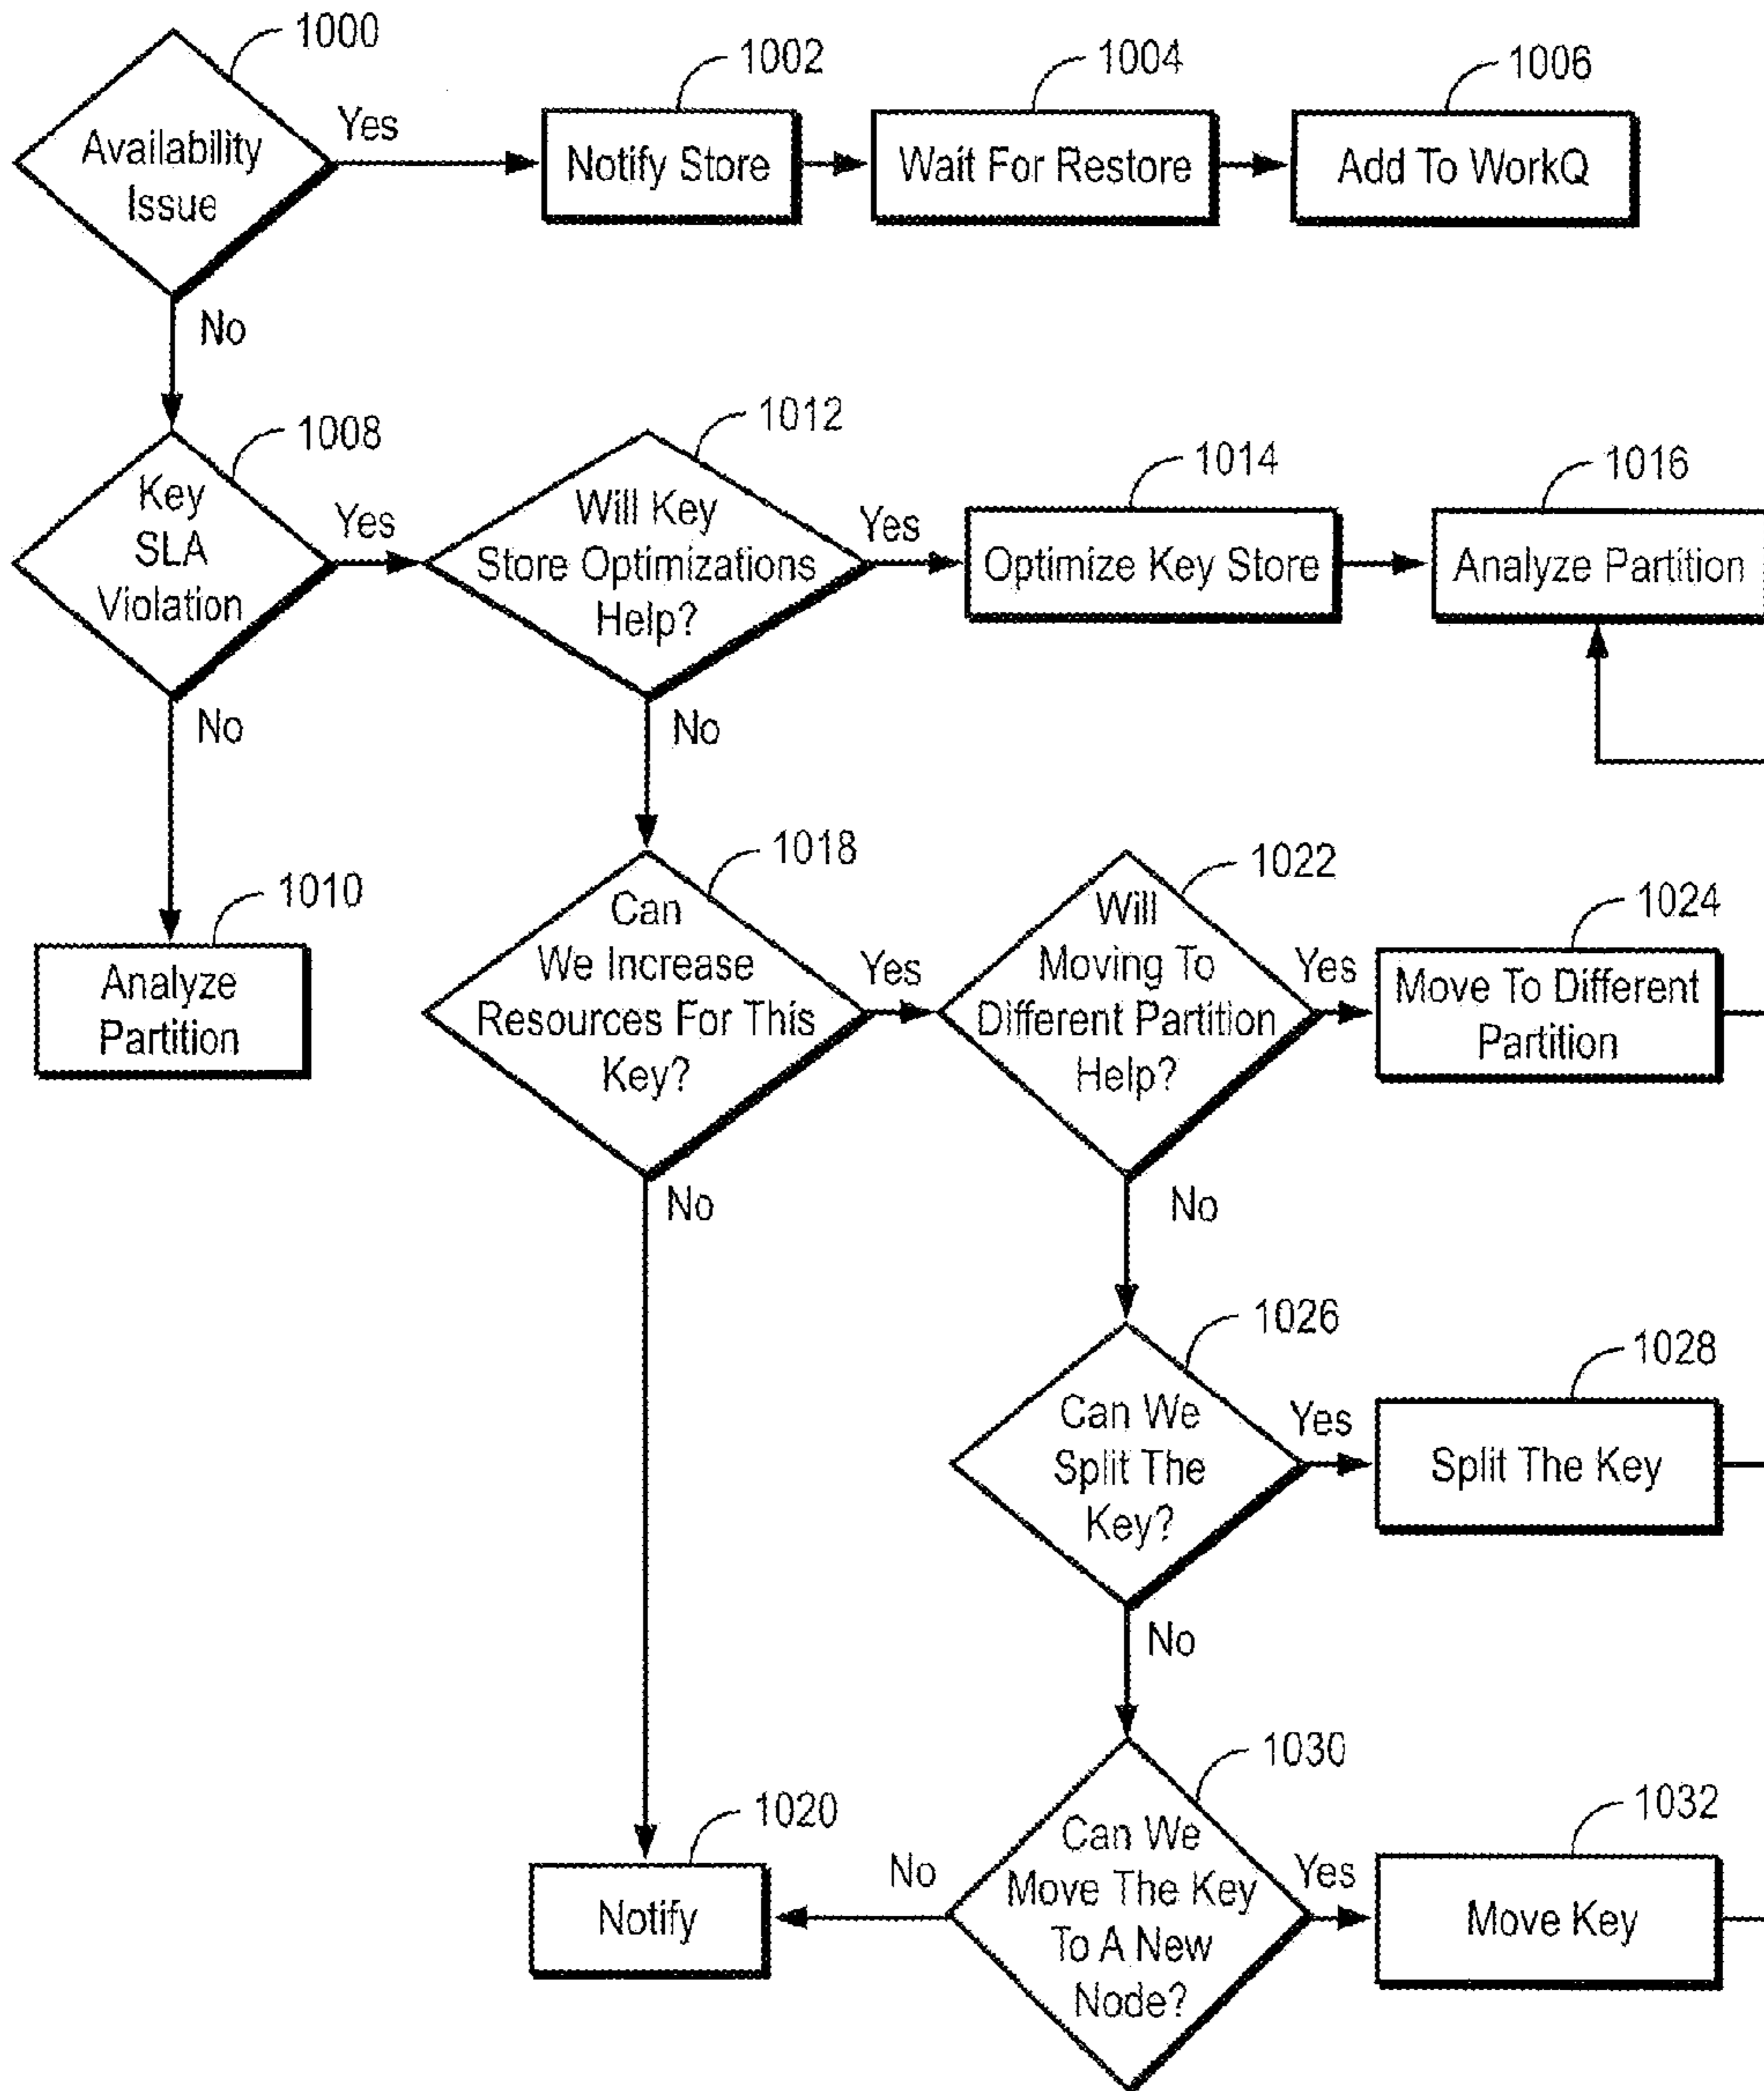 1000
Availability
Issue
Yes
1002
Notify Store
1004
Wait For Restore
1006
Add To WorkQ
No
1008
Key
SLA
Violation
Yes
1012
Will Key
Store Optimizations
Help?
Yes
1014
Optimize Key Store
1016
Analyze Partition
No
No
1010
Analyze
Partition
1018
Can
We Increase
Resources For This
Key?
Yes
1022
Will
Moving To
Different Partition
Help?
Yes
1024
Move To Different
Partition
No
No
1026
Can We
Split The
Key?
Yes
1028
Split The Key
No
1020
Notify
No
1030
Can We
Move The Key
To A New
Node?
Yes
1032
Move Key